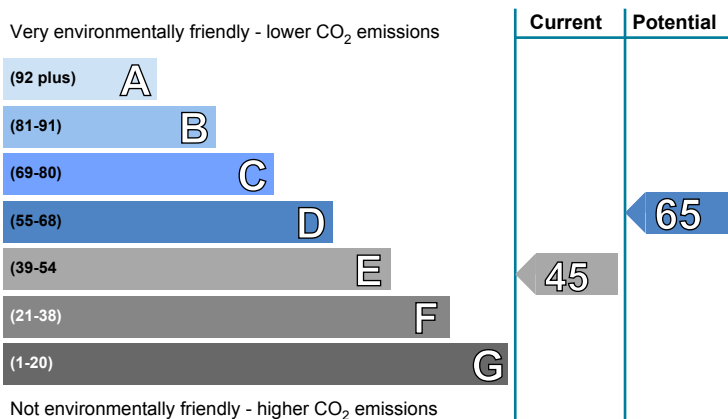 Current Potential
Very environmentally friendly - lower CO2 emissions
(92 plus) A
(81-91) B
(69-80) C
(55-68) D
65
(39-54 E
45
(21-38) F
(1-20) G
Not environmentally friendly - higher CO2 emissions